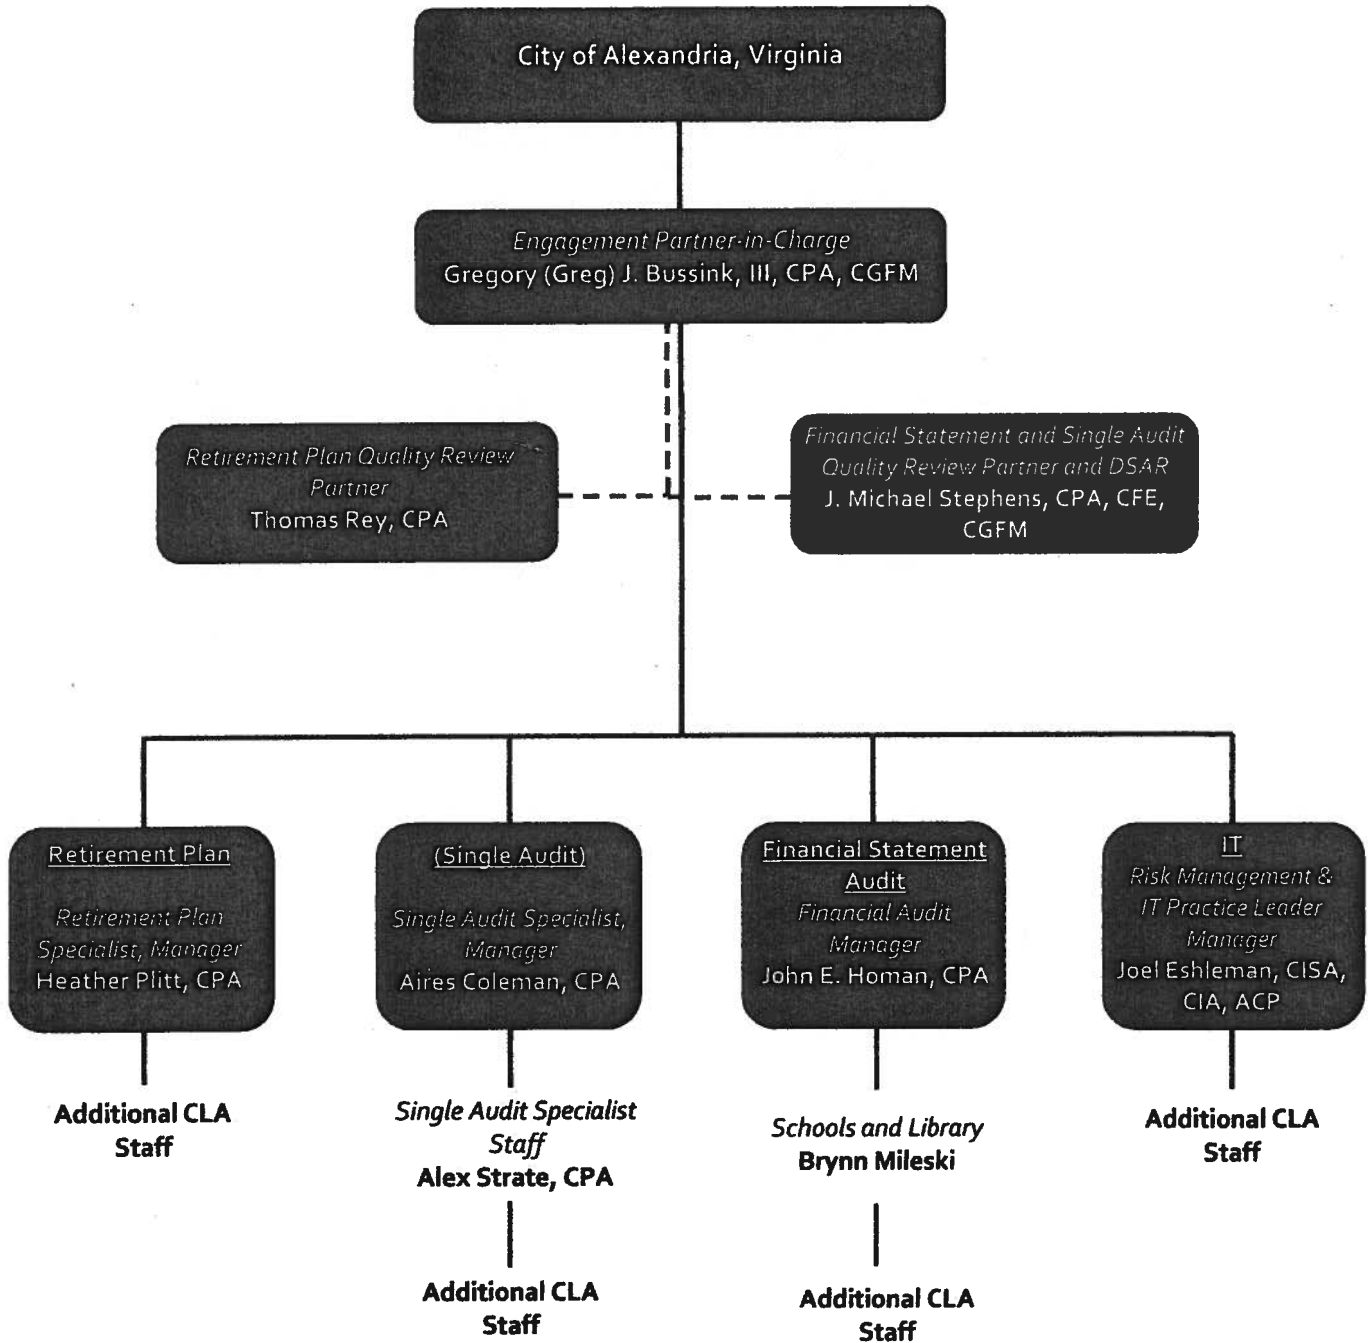 City of Alexandria, Virginia
Engagement Partner-in-Charge
Gregory (Greg) J. Bussink, III, CPA, CGFM
Retirement Plan Quality Review
Partner
Thomas Rey, CPA
Financial Statement and Single Audit
Quality Review Partner and DSAR
J. Michael Stephens, CPA, CFE,
CGFM
Retirement Plan
Retirement Plan
Specialist, Manager
Heather Plitt, CPA
(Single Audit)
Single Audit Specialist,
Manager
Aires Coleman, CPA
Financial Statement
Audit
Financial Audit
Manager
John E. Homan, CPA
IT
Risk Management &
IT Practice Leader
Manager
Joel Eshleman, CISA,
CIA, ACP
Additional CLA
Staff
Single Audit Specialist
Staff
Alex Strate, CPA
Additional CLA
Staff
Schools and Library
Brynn Mileski
Additional CLA
Staff
Additional CLA
Staff